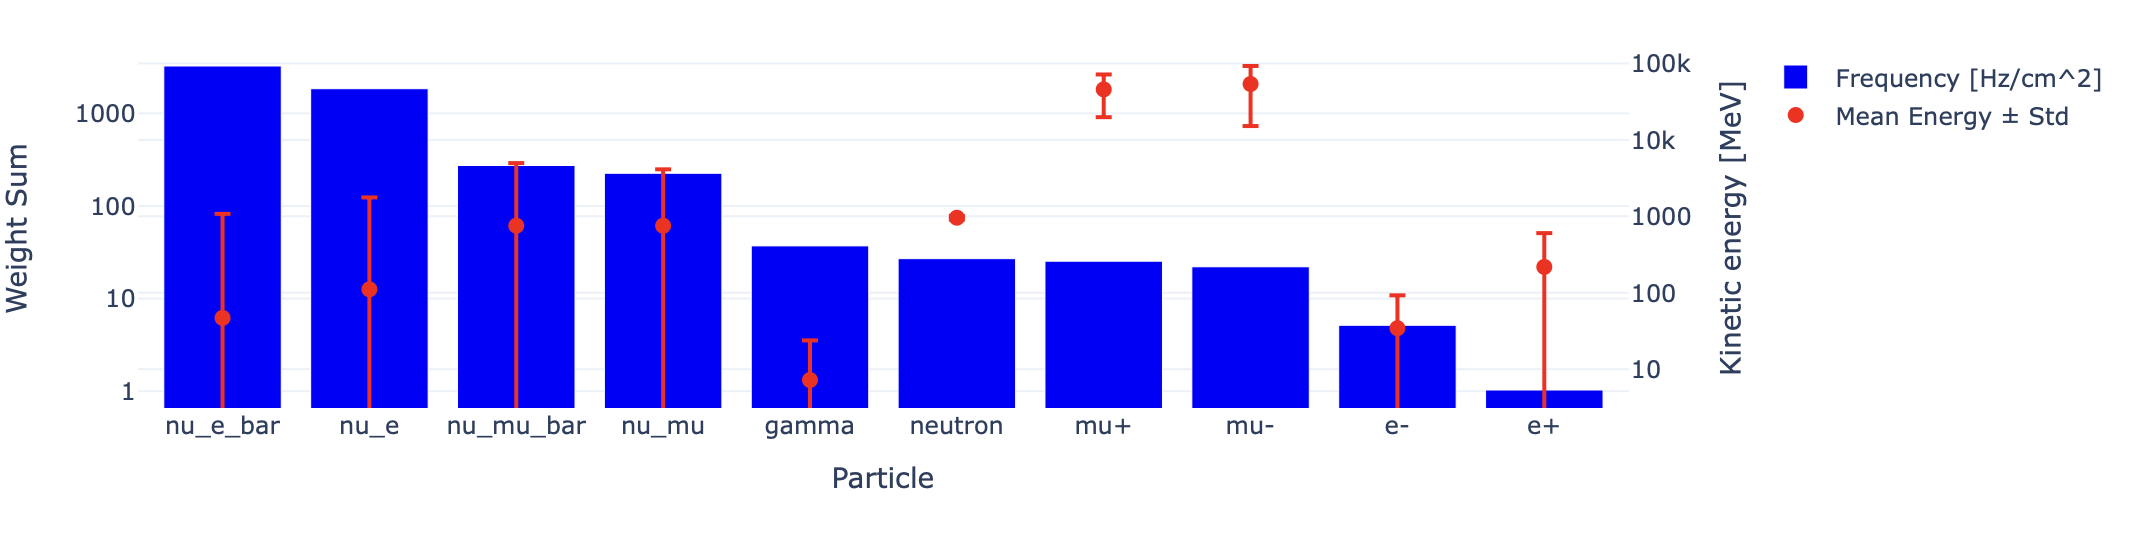 Weight Sum
1000
100
10
1
100k
10k
1000
100
10
Kinetic energy [MeV]
Frequency [Hz/cm^2]
Mean Energy ± Std
nu_e_bar nu_e nu_mu_bar nu_mu gamma neutron mu+ mu- e- e+
Particle